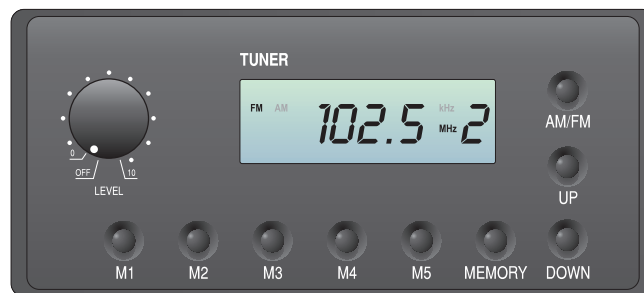 TUNER
FM AM 102.5 kHz MHz 2
AM/FM
0
OFF 10
LEVEL
UP
M1 M2 M3 M4 M5 MEMORY DOWN